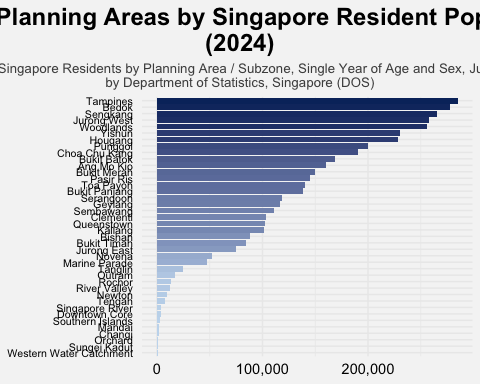 Planning Areas by Singapore Resident Pop
(2024)
Singapore Residents by Planning Area / Subzone, Single Year of Age and Sex, Ju
by Department of Statistics, Singapore (DOS)
Tampines
Bedok
Sengkang
Jurong West
Woodlands
Yishun
Hougang
Punggol
Choa Chu Kang
Bukit Batok
Ang Mo Kio
Bukit Merah
Pasir Ris
Toa Payoh
Bukit Panjang
Serangoon
Geylang
Sembawang
Clementi
Queenstown
Kallang
Bishan
Bukit Timah
Jurong East
Novena
Marine Parade
Tanglin
Outram
Rochor
River Valley
Newton
Tengah
Singapore River
Downtown Core
Southern Islands
Mandai
Changi
Orchard
Sungei Kadut
Western Water Catchment
0 100,000 200,000